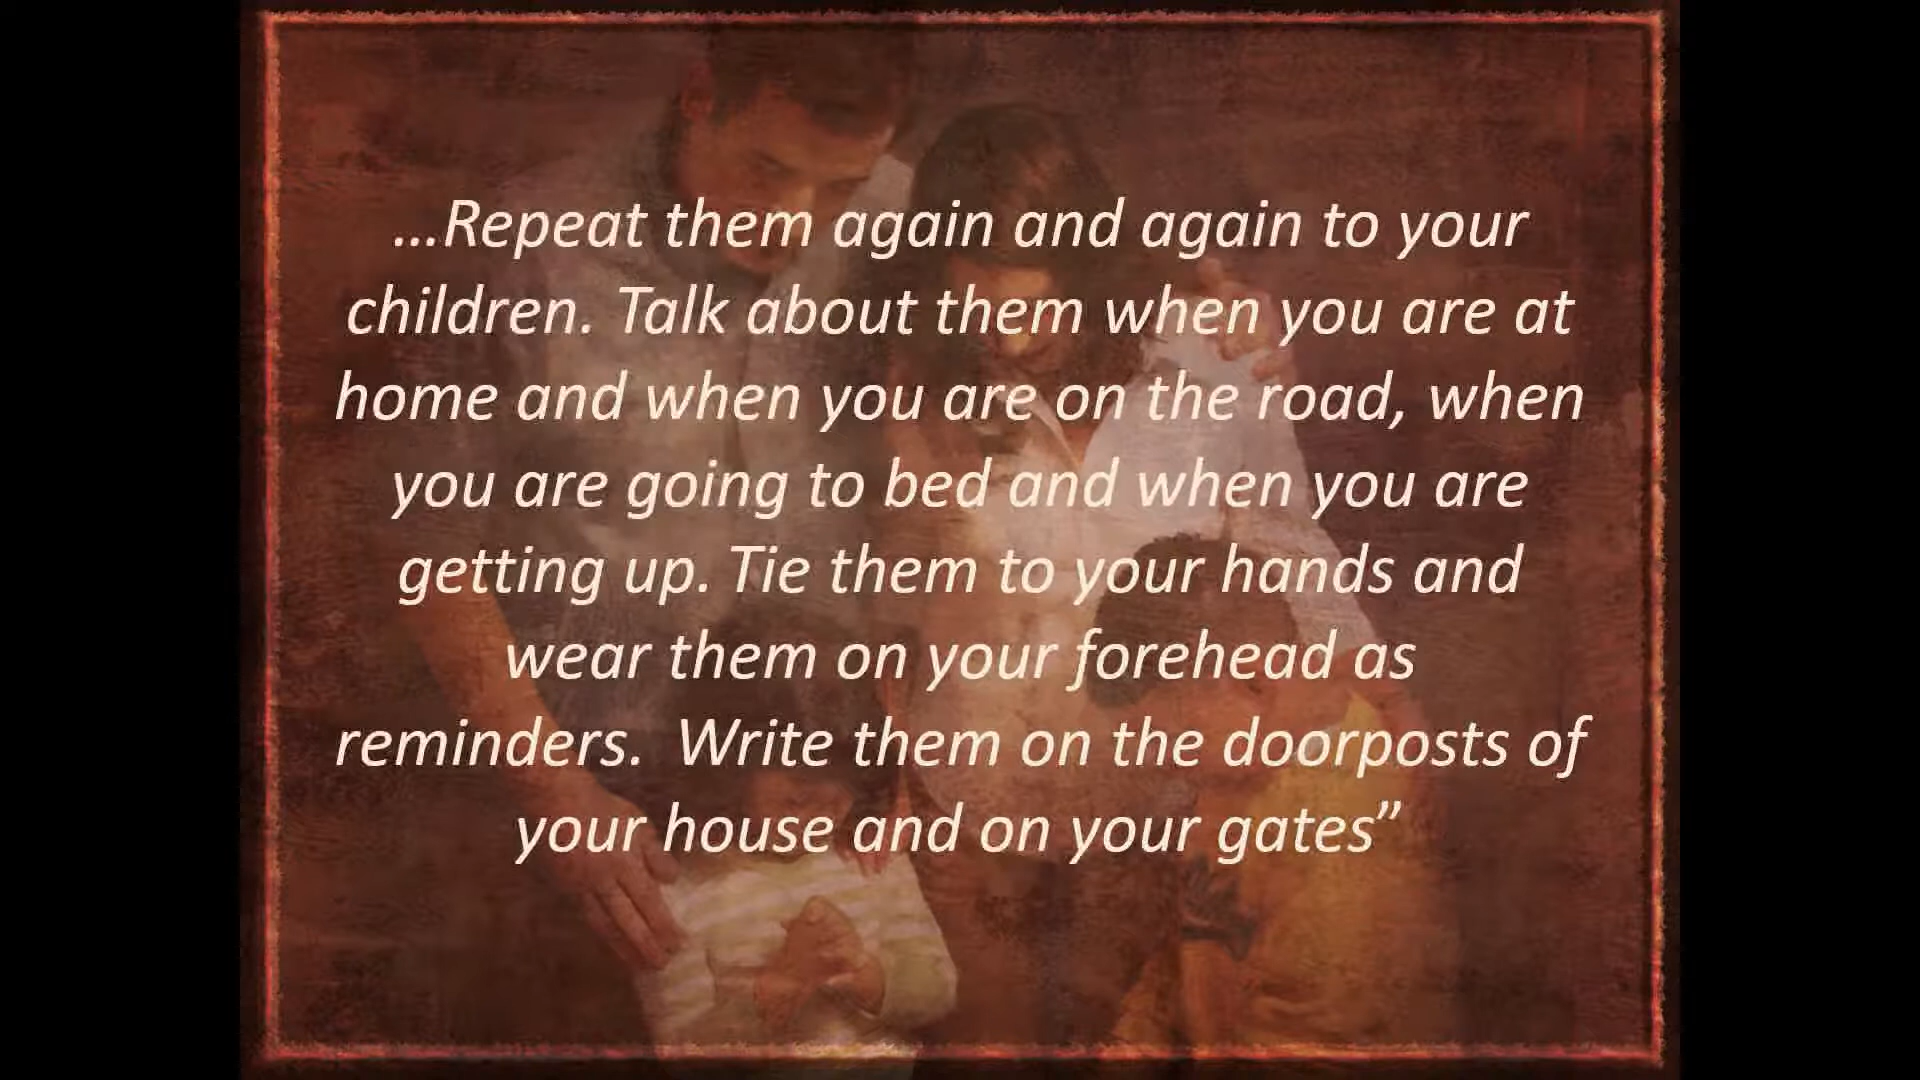 …Repeat them again and again to your
children. Talk about them when you are at
home and when you are on the road, when
you are going to bed and when you are
getting up. Tie them to your hands and
wear them on your forehead as
reminders.  Write them on the doorposts of
your house and on your gates”